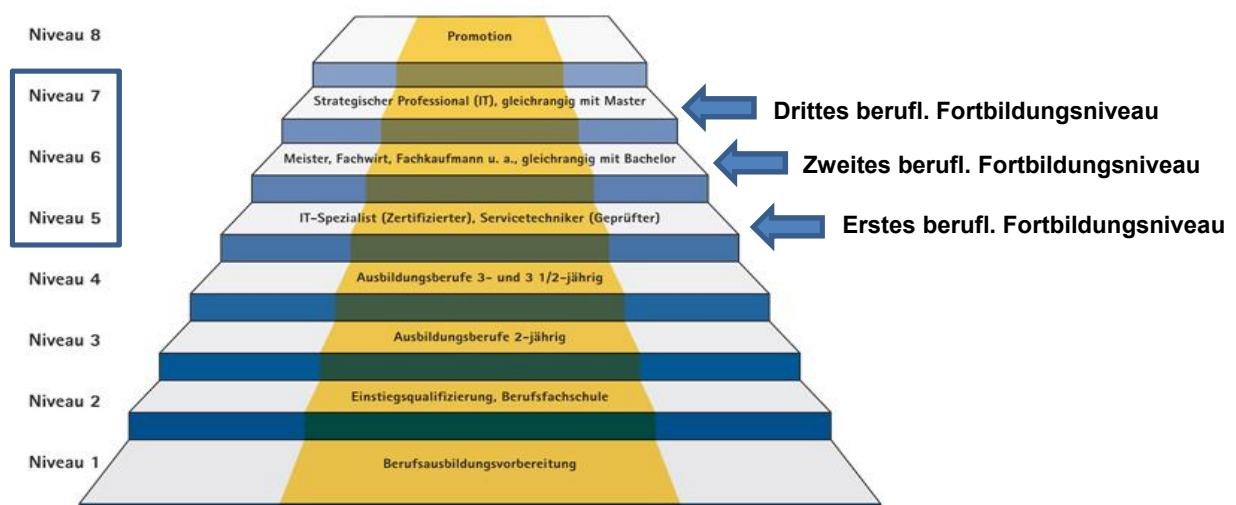 Niveau 8
Promotion
Niveau 7
Strategischer Professional (IT), gleichrangig mit Master
Drittes berufl. Fortbildungsniveau
Niveau 6
Meister, Fachwirt, Fachkaufmann u. a., gleichrangig mit Bachelor
Zweites berufl. Fortbildungsniveau
Niveau 5
IT-Spezialist (Zertifizierter), Servicetechniker (Geprüfter)
Erstes berufl. Fortbildungsniveau
Niveau 4
Ausbildungsberufe 3- und 3 1/2-jährig
Niveau 3
Ausbildungsberufe 2-jährig
Niveau 2
Einstiegsqualifizierung, Berufsfachschule
Niveau 1
Berufsausbildungsvorbereitung